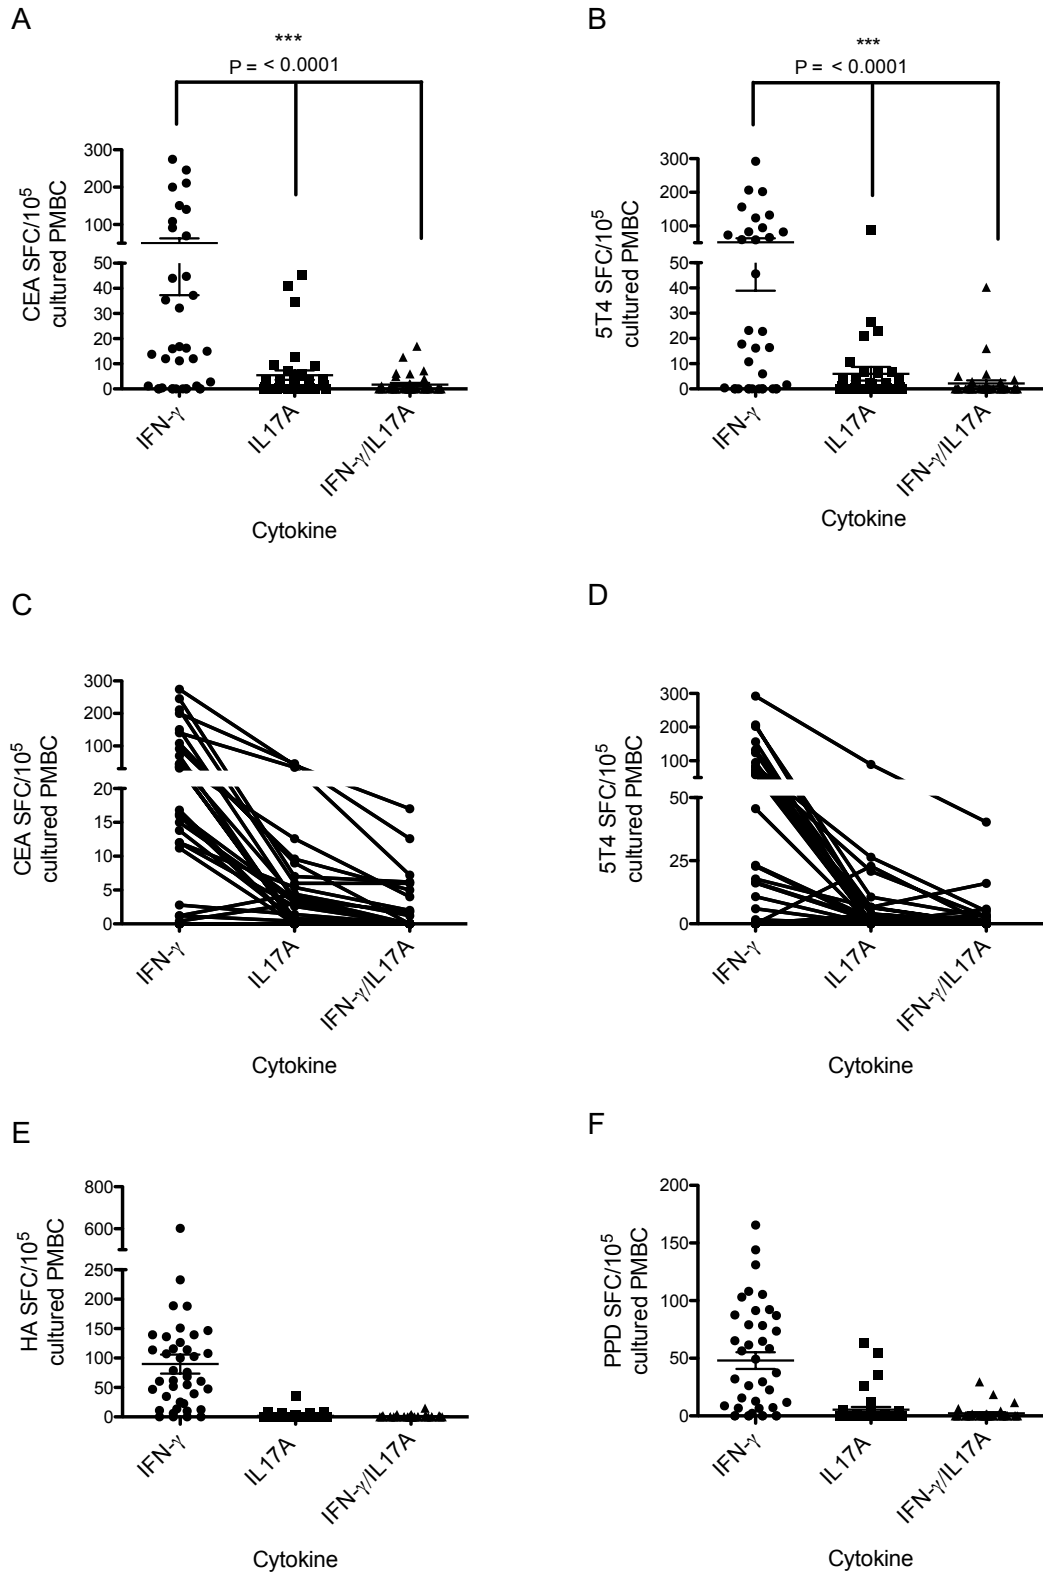 A
***
P = < 0.0001
300
200
100
50
40
30
20
10
0
CEA SFC/10⁵
cultured PMBC
IFN-γ
IL17A
IFN-γ/IL17A
Cytokine
B
***
P = < 0.0001
300
200
100
50
40
30
20
10
0
5T4 SFC/10⁵
cultured PMBC
IFN-γ
IL17A
IFN-γ/IL17A
Cytokine
C
300
200
100
20
15
10
5
0
CEA SFC/10⁵
cultured PMBC
IFN-γ
IL17A
IFN-γ/IL17A
Cytokine
D
300
200
100
50
25
0
5T4 SFC/10⁵
cultured PMBC
IFN-γ
IL17A
IFN-γ/IL17A
Cytokine
E
800
600
250
200
150
100
50
0
HA SFC/10⁵
cultured PMBC
IFN-γ
IL17A
IFN-γ/IL17A
Cytokine
F
200
150
100
50
0
PPD SFC/10⁵
cultured PMBC
IFN-γ
IL17A
IFN-γ/IL17A
Cytokine